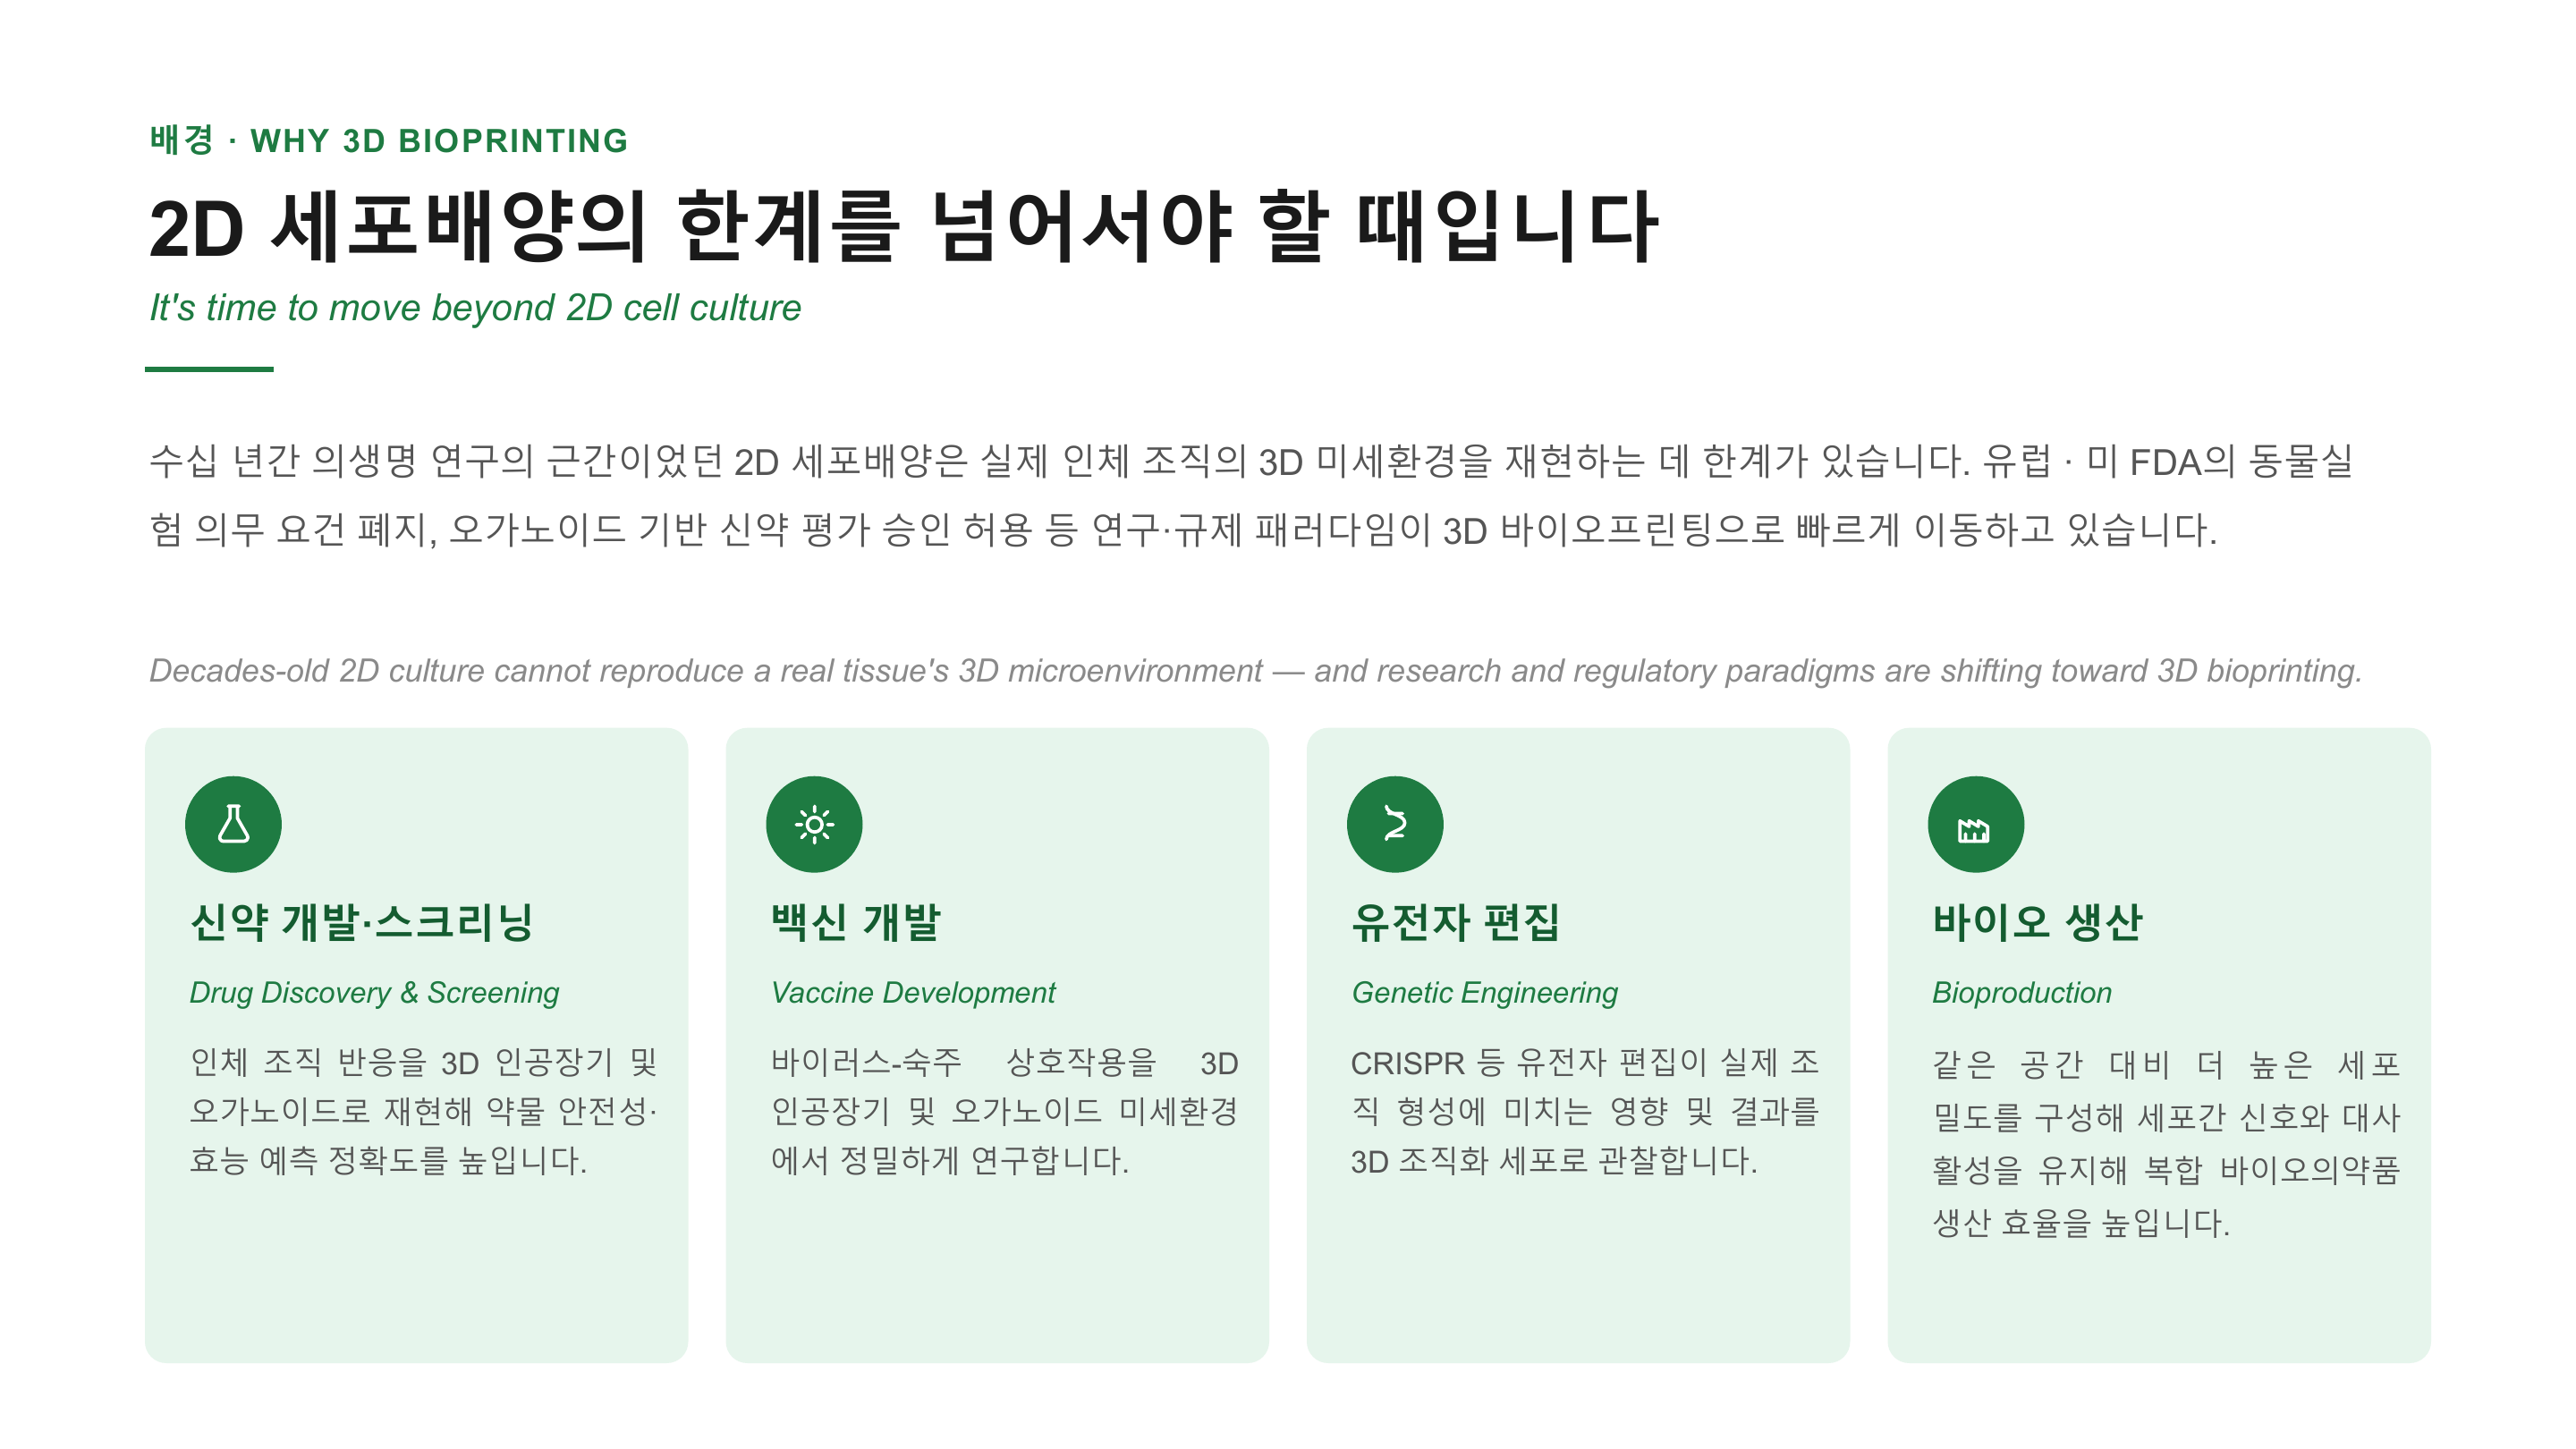 배경 · WHY 3D BIOPRINTING
2D 세포배양의 한계를 넘어서야 할 때입니다
It's time to move beyond 2D cell culture
수십 년간 의생명 연구의 근간이었던 2D 세포배양은 실제 인체 조직의 3D 미세환경을 재현하는 데 한계가 있습니다. 유럽 · 미 FDA의 동물실
험 의무 요건 폐지, 오가노이드 기반 신약 평가 승인 허용 등 연구·규제 패러다임이 3D 바이오프린팅으로 빠르게 이동하고 있습니다.
Decades-old 2D culture cannot reproduce a real tissue's 3D microenvironment — and research and regulatory paradigms are shifting toward 3D bioprinting.
신약 개발·스크리닝
Drug Discovery & Screening
인체 조직 반응을 3D 인공장기 및
오가노이드로 재현해 약물 안전성·
효능 예측 정확도를 높입니다.
백신 개발
Vaccine Development
바이러스-숙주 상호작용을 3D
인공장기 및 오가노이드 미세환경
에서 정밀하게 연구합니다.
유전자 편집
Genetic Engineering
CRISPR 등 유전자 편집이 실제 조
직 형성에 미치는 영향 및 결과를
3D 조직화 세포로 관찰합니다.
바이오 생산
Bioproduction
같은 공간 대비 더 높은 세포
밀도를 구성해 세포간 신호와 대사
활성을 유지해 복합 바이오의약품
생산 효율을 높입니다.